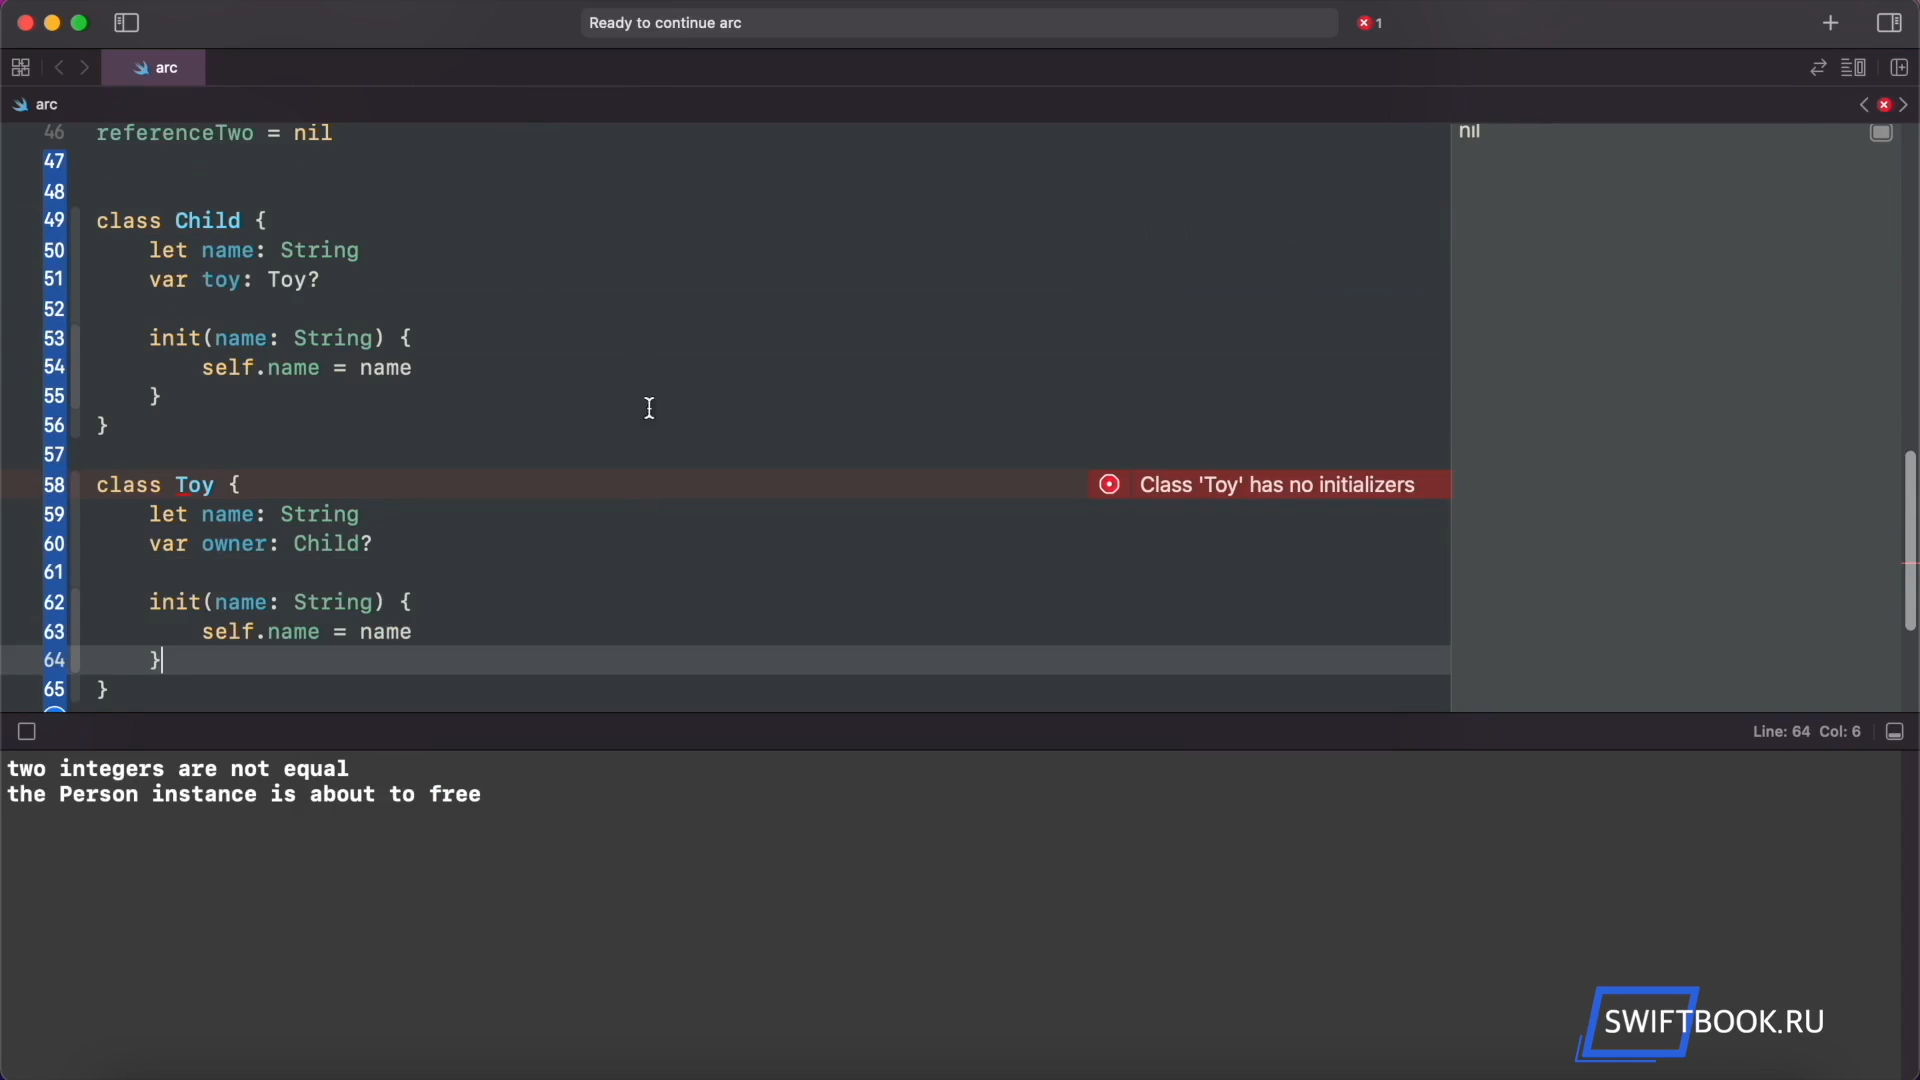 Ready to continue arc
1
arc
arc
46 referenceTwo = nil
nil
47
48
49 class Child {
50 let name: String
51 var toy: Toy?
52
53 init(name: String) {
54 self.name = name
55 }
56 }
57
58 class Toy {
Class 'Toy' has no initializers
59 let name: String
60 var owner: Child?
61
62 init(name: String) {
63 self.name = name
64 }
65 }
Line: 64 Col: 6
two integers are not equal
the Person instance is about to free
SWIFTBOOK.RU